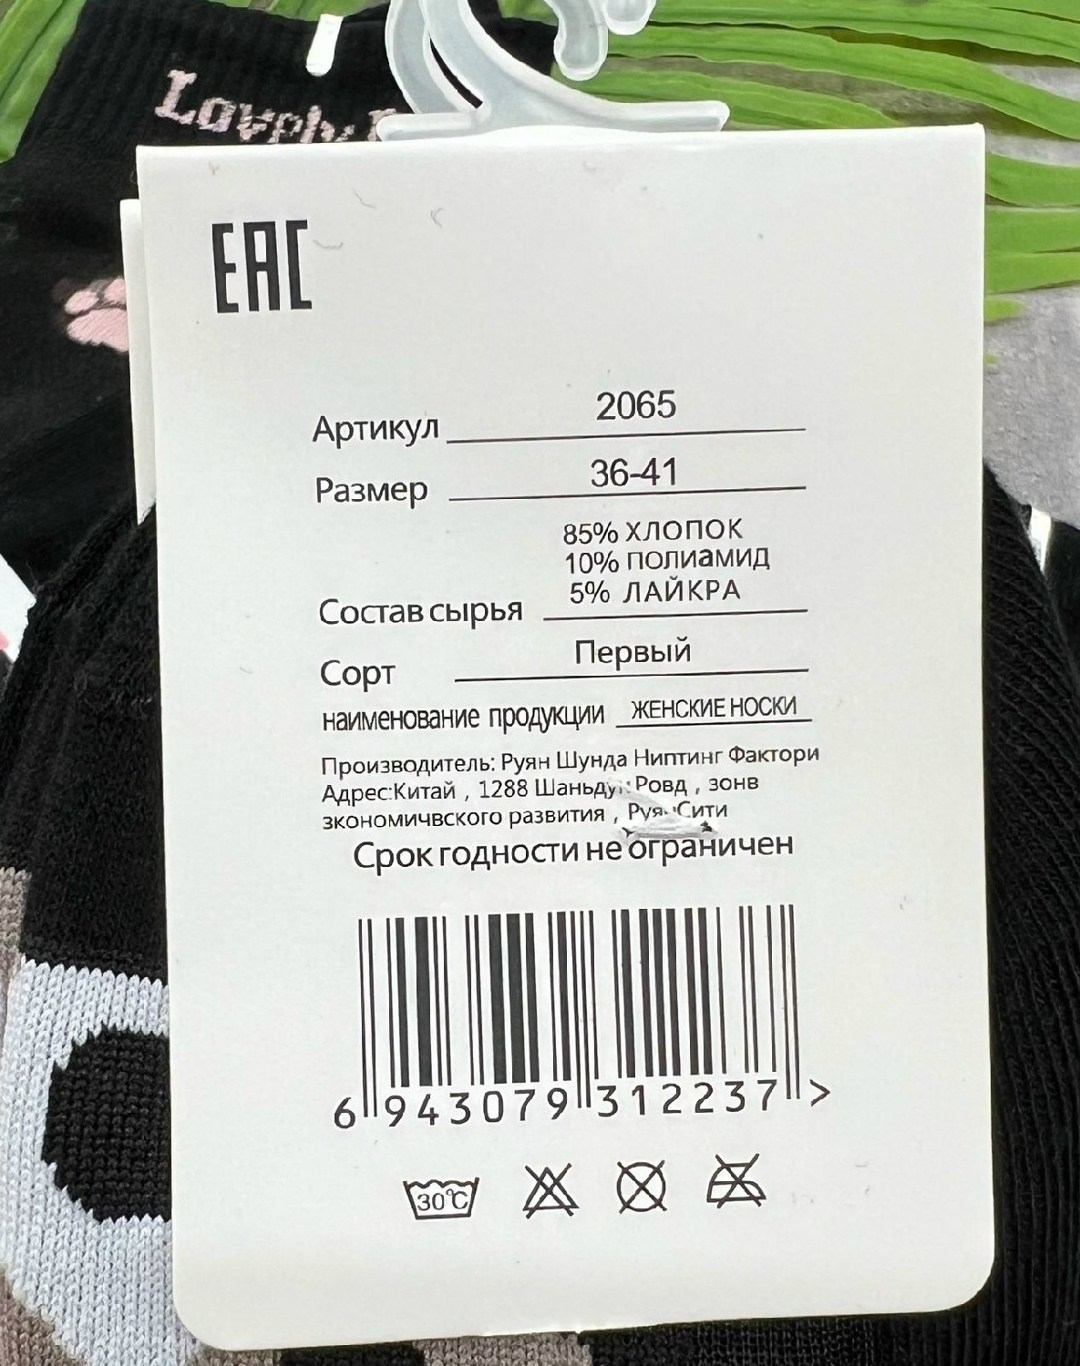 Lovely
EAC
Артикул 2065
Размер 36-41
85% ХЛОПОК
10% ПОЛИаМИД
5% ЛАЙКРА
Состав сырья
Сорт Первый
наименование продукции ЖЕНСКИЕ НОСКИ
Производитель: Руян Шунда Ниптинг Фактори
Адрес:Китай , 1288 Ровд , зонв
зкономичвского развития , Сити
Срок годности не ограничен
6 943079 312237 >
30°C